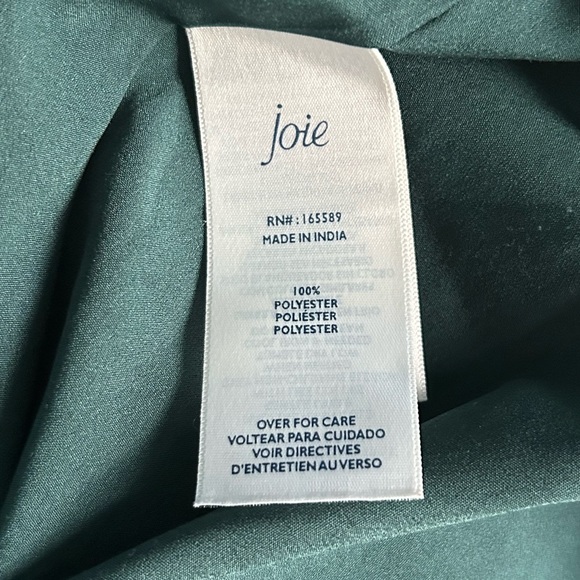 joie
RN#: 165589
MADE IN INDIA
100%
POLYESTER
POLIÉSTER
POLYESTER
OVER FOR CARE
VOLTEAR PARA CUIDADO
VOIR DIRECTIVES
D'ENTRETIEN AU VERSO